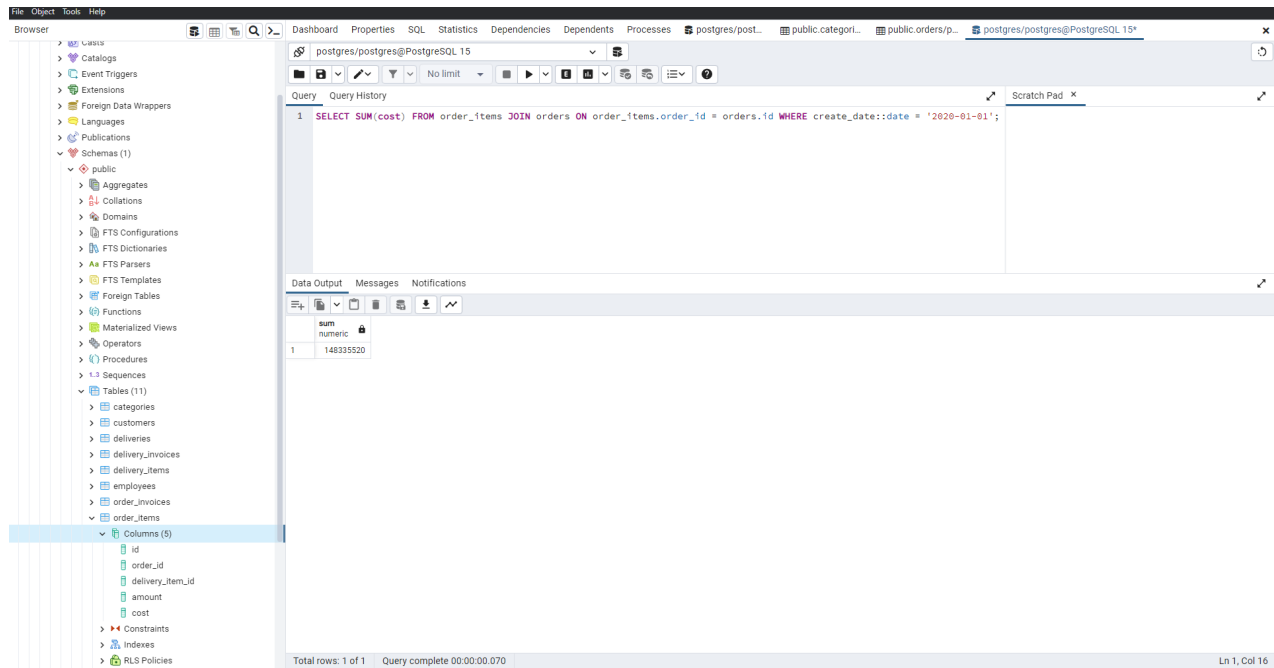 File Object Tools Help
Browser
Dashboard Properties SQL Statistics Dependencies Dependents Processes postgres/post... public.categori... public.orders/p... postgres/postgres@PostgreSQL 15*
Casts
Catalogs
Event Triggers
Extensions
Foreign Data Wrappers
Languages
Publications
Schemas (1)
public
Aggregates
Collations
Domains
FTS Configurations
FTS Dictionaries
FTS Parsers
FTS Templates
Foreign Tables
Functions
Materialized Views
Operators
Procedures
Sequences
Tables (11)
categories
customers
deliveries
delivery_invoices
delivery_items
employees
order_invoices
order_items
Columns (5)
id
order_id
delivery_item_id
amount
cost
Constraints
Indexes
RLS Policies
postgres/postgres@PostgreSQL 15
No limit
Query Query History
Scratch Pad
1 SELECT SUM(cost) FROM order_items JOIN orders ON order_items.order_id = orders.id WHERE create_date::date = '2020-01-01';
Data Output Messages Notifications
sum
numeric
1 148335520
Total rows: 1 of 1 Query complete 00:00:00.070
Ln 1, Col 16